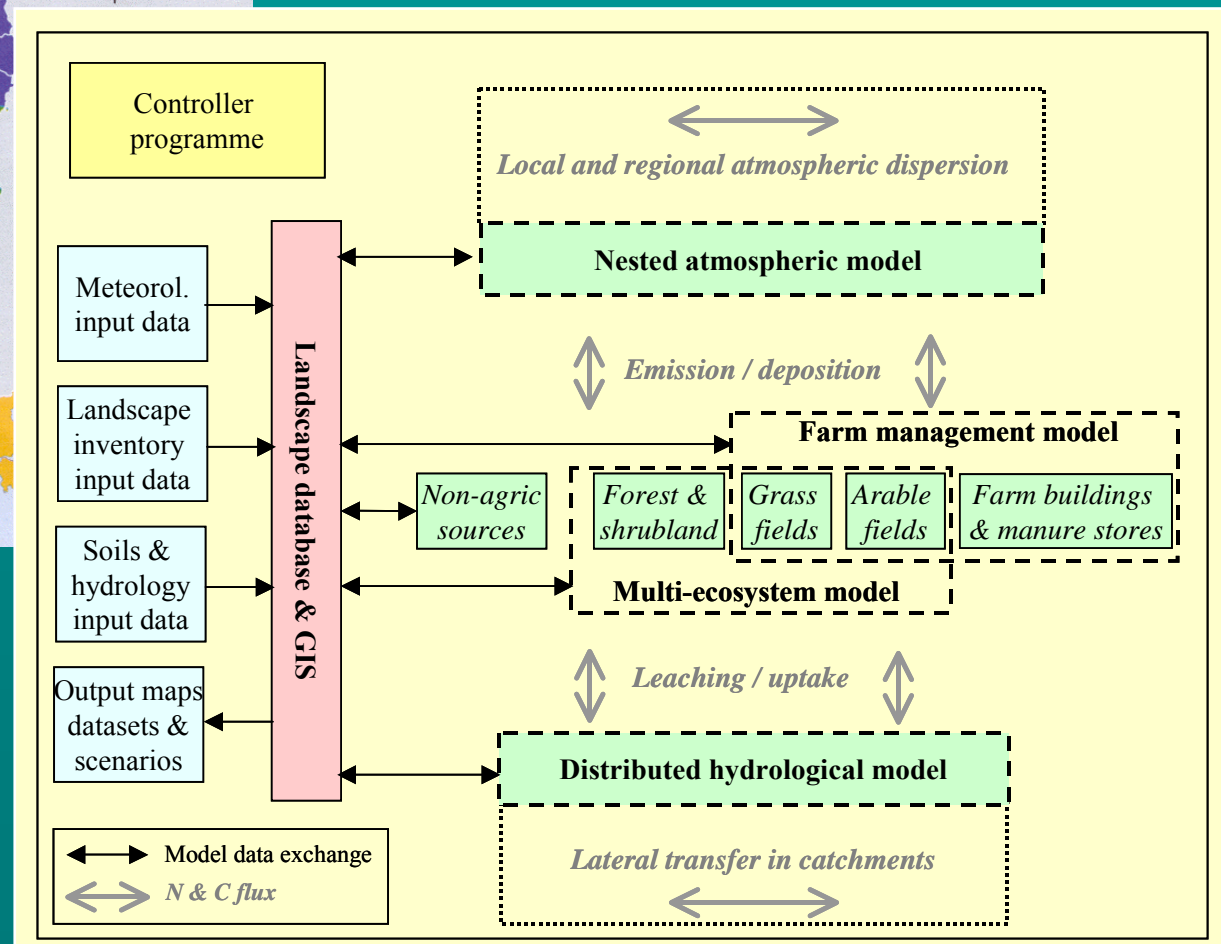 Controller
programme
Local and regional atmospheric dispersion
Nested atmospheric model
Meteorol.
input data
Landscape
inventory
input data
Soils &
hydrology
input data
Output maps
datasets &
scenarios
Landscape database & GIS
Emission / deposition
Farm management model
Non-agric
sources
Forest &
shrubland
Grass
fields
Arable
fields
Farm buildings
& manure stores
Multi-ecosystem model
Leaching / uptake
Distributed hydrological model
Lateral transfer in catchments
Model data exchange
N & C flux